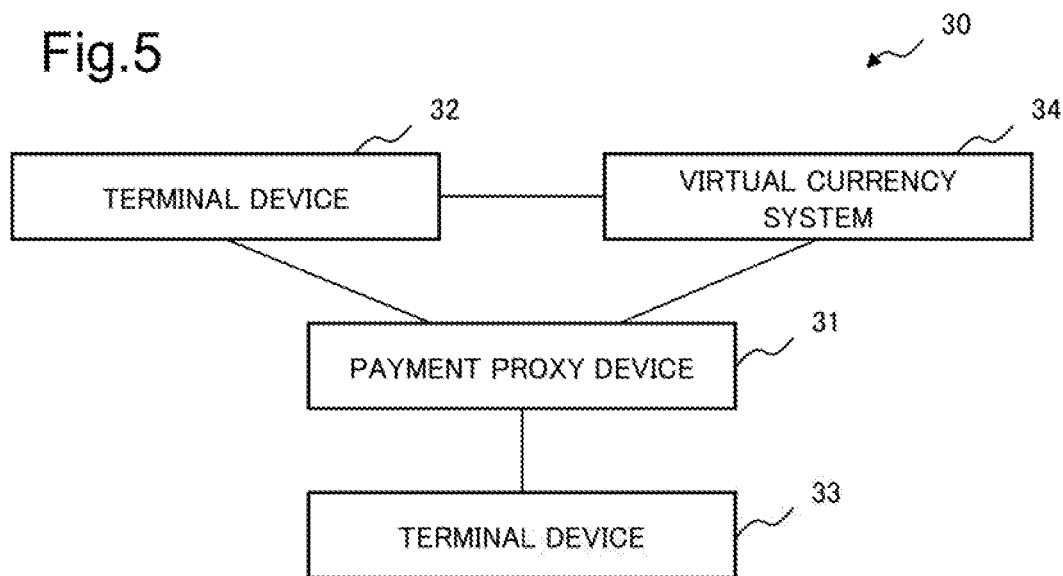 Fig.5
30
32
34
TERMINAL DEVICE
VIRTUAL CURRENCY
SYSTEM
31
PAYMENT PROXY DEVICE
33
TERMINAL DEVICE